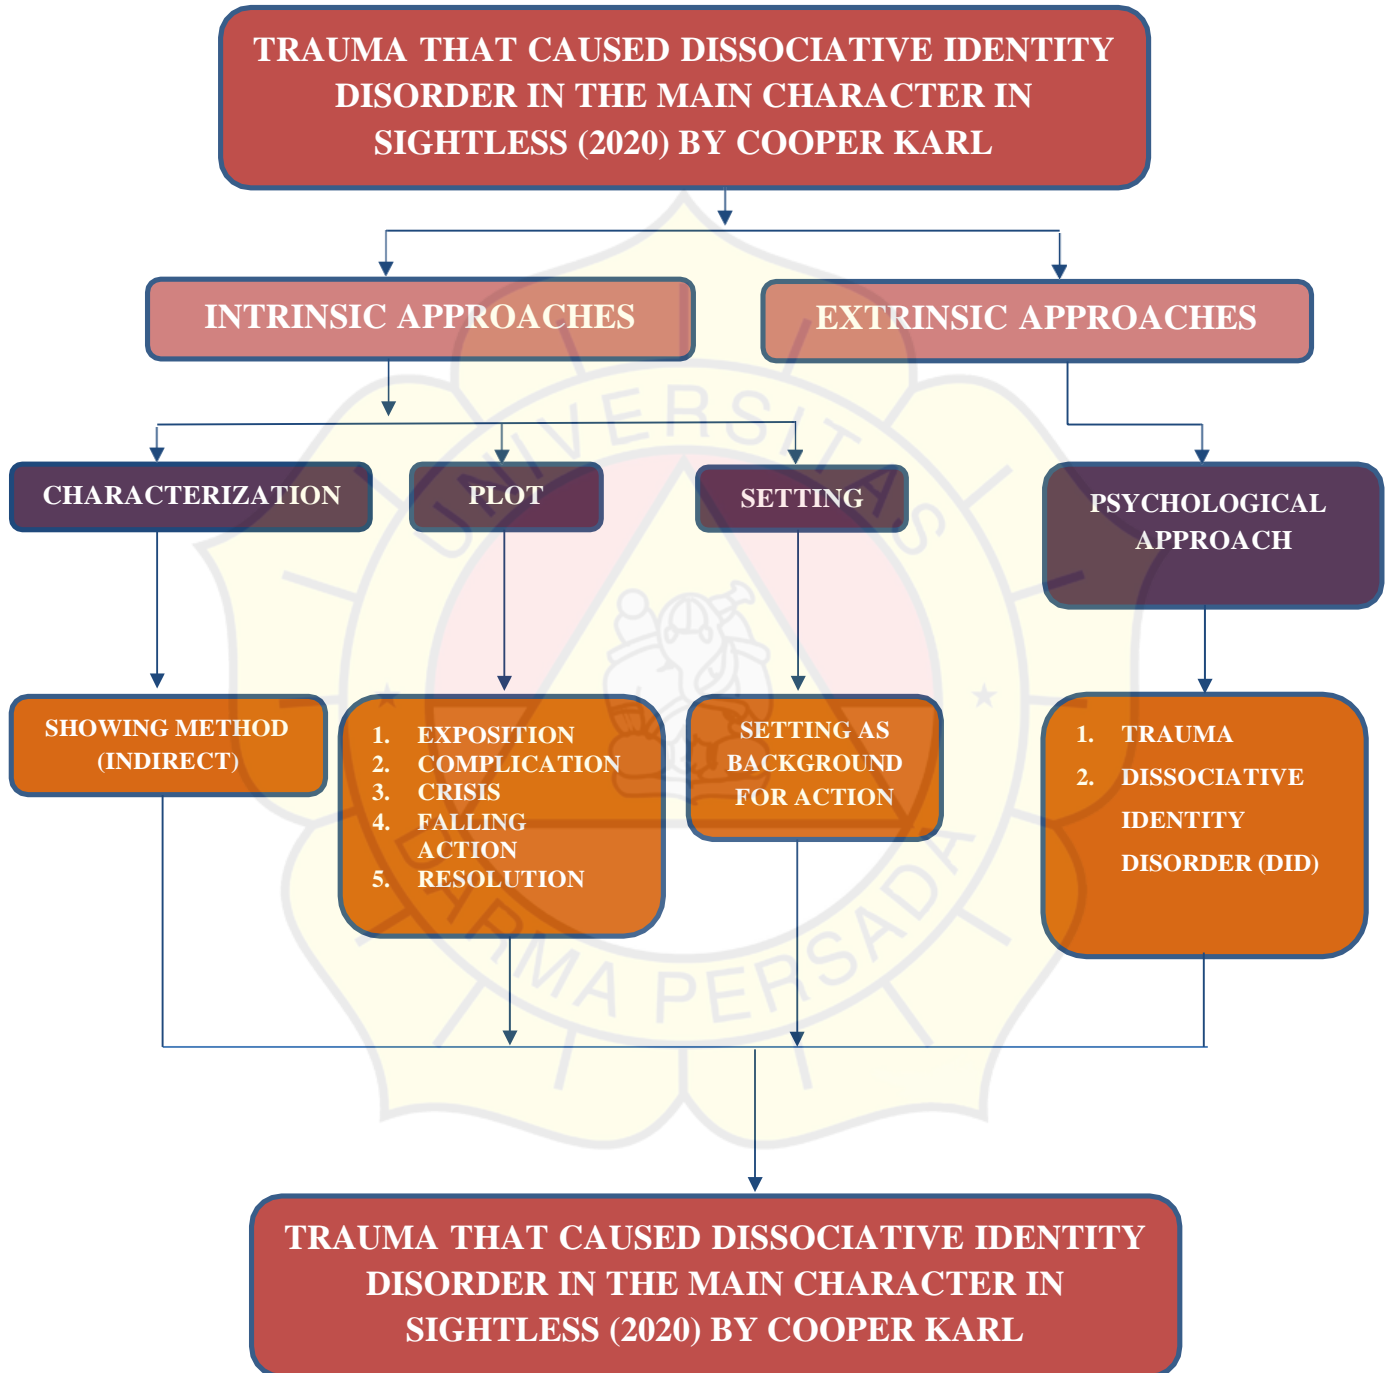 TRAUMA THAT CAUSED DISSOCIATIVE IDENTITY
DISORDER IN THE MAIN CHARACTER IN
SIGHTLESS (2020) BY COOPER KARL
INTRINSIC APPROACHES
EXTRINSIC APPROACHES
CHARACTERIZATION
PLOT
SETTING
PSYCHOLOGICAL
APPROACH
SHOWING METHOD
(INDIRECT)
1. EXPOSITION
2. COMPLICATION
3. CRISIS
4. FALLING
ACTION
5. RESOLUTION
SETTING AS
BACKGROUND
FOR ACTION
1. TRAUMA
2. DISSOCIATIVE
IDENTITY
DISORDER (DID)
UNIVERSITAS
DARMA PERSADA
TRAUMA THAT CAUSED DISSOCIATIVE IDENTITY
DISORDER IN THE MAIN CHARACTER IN
SIGHTLESS (2020) BY COOPER KARL